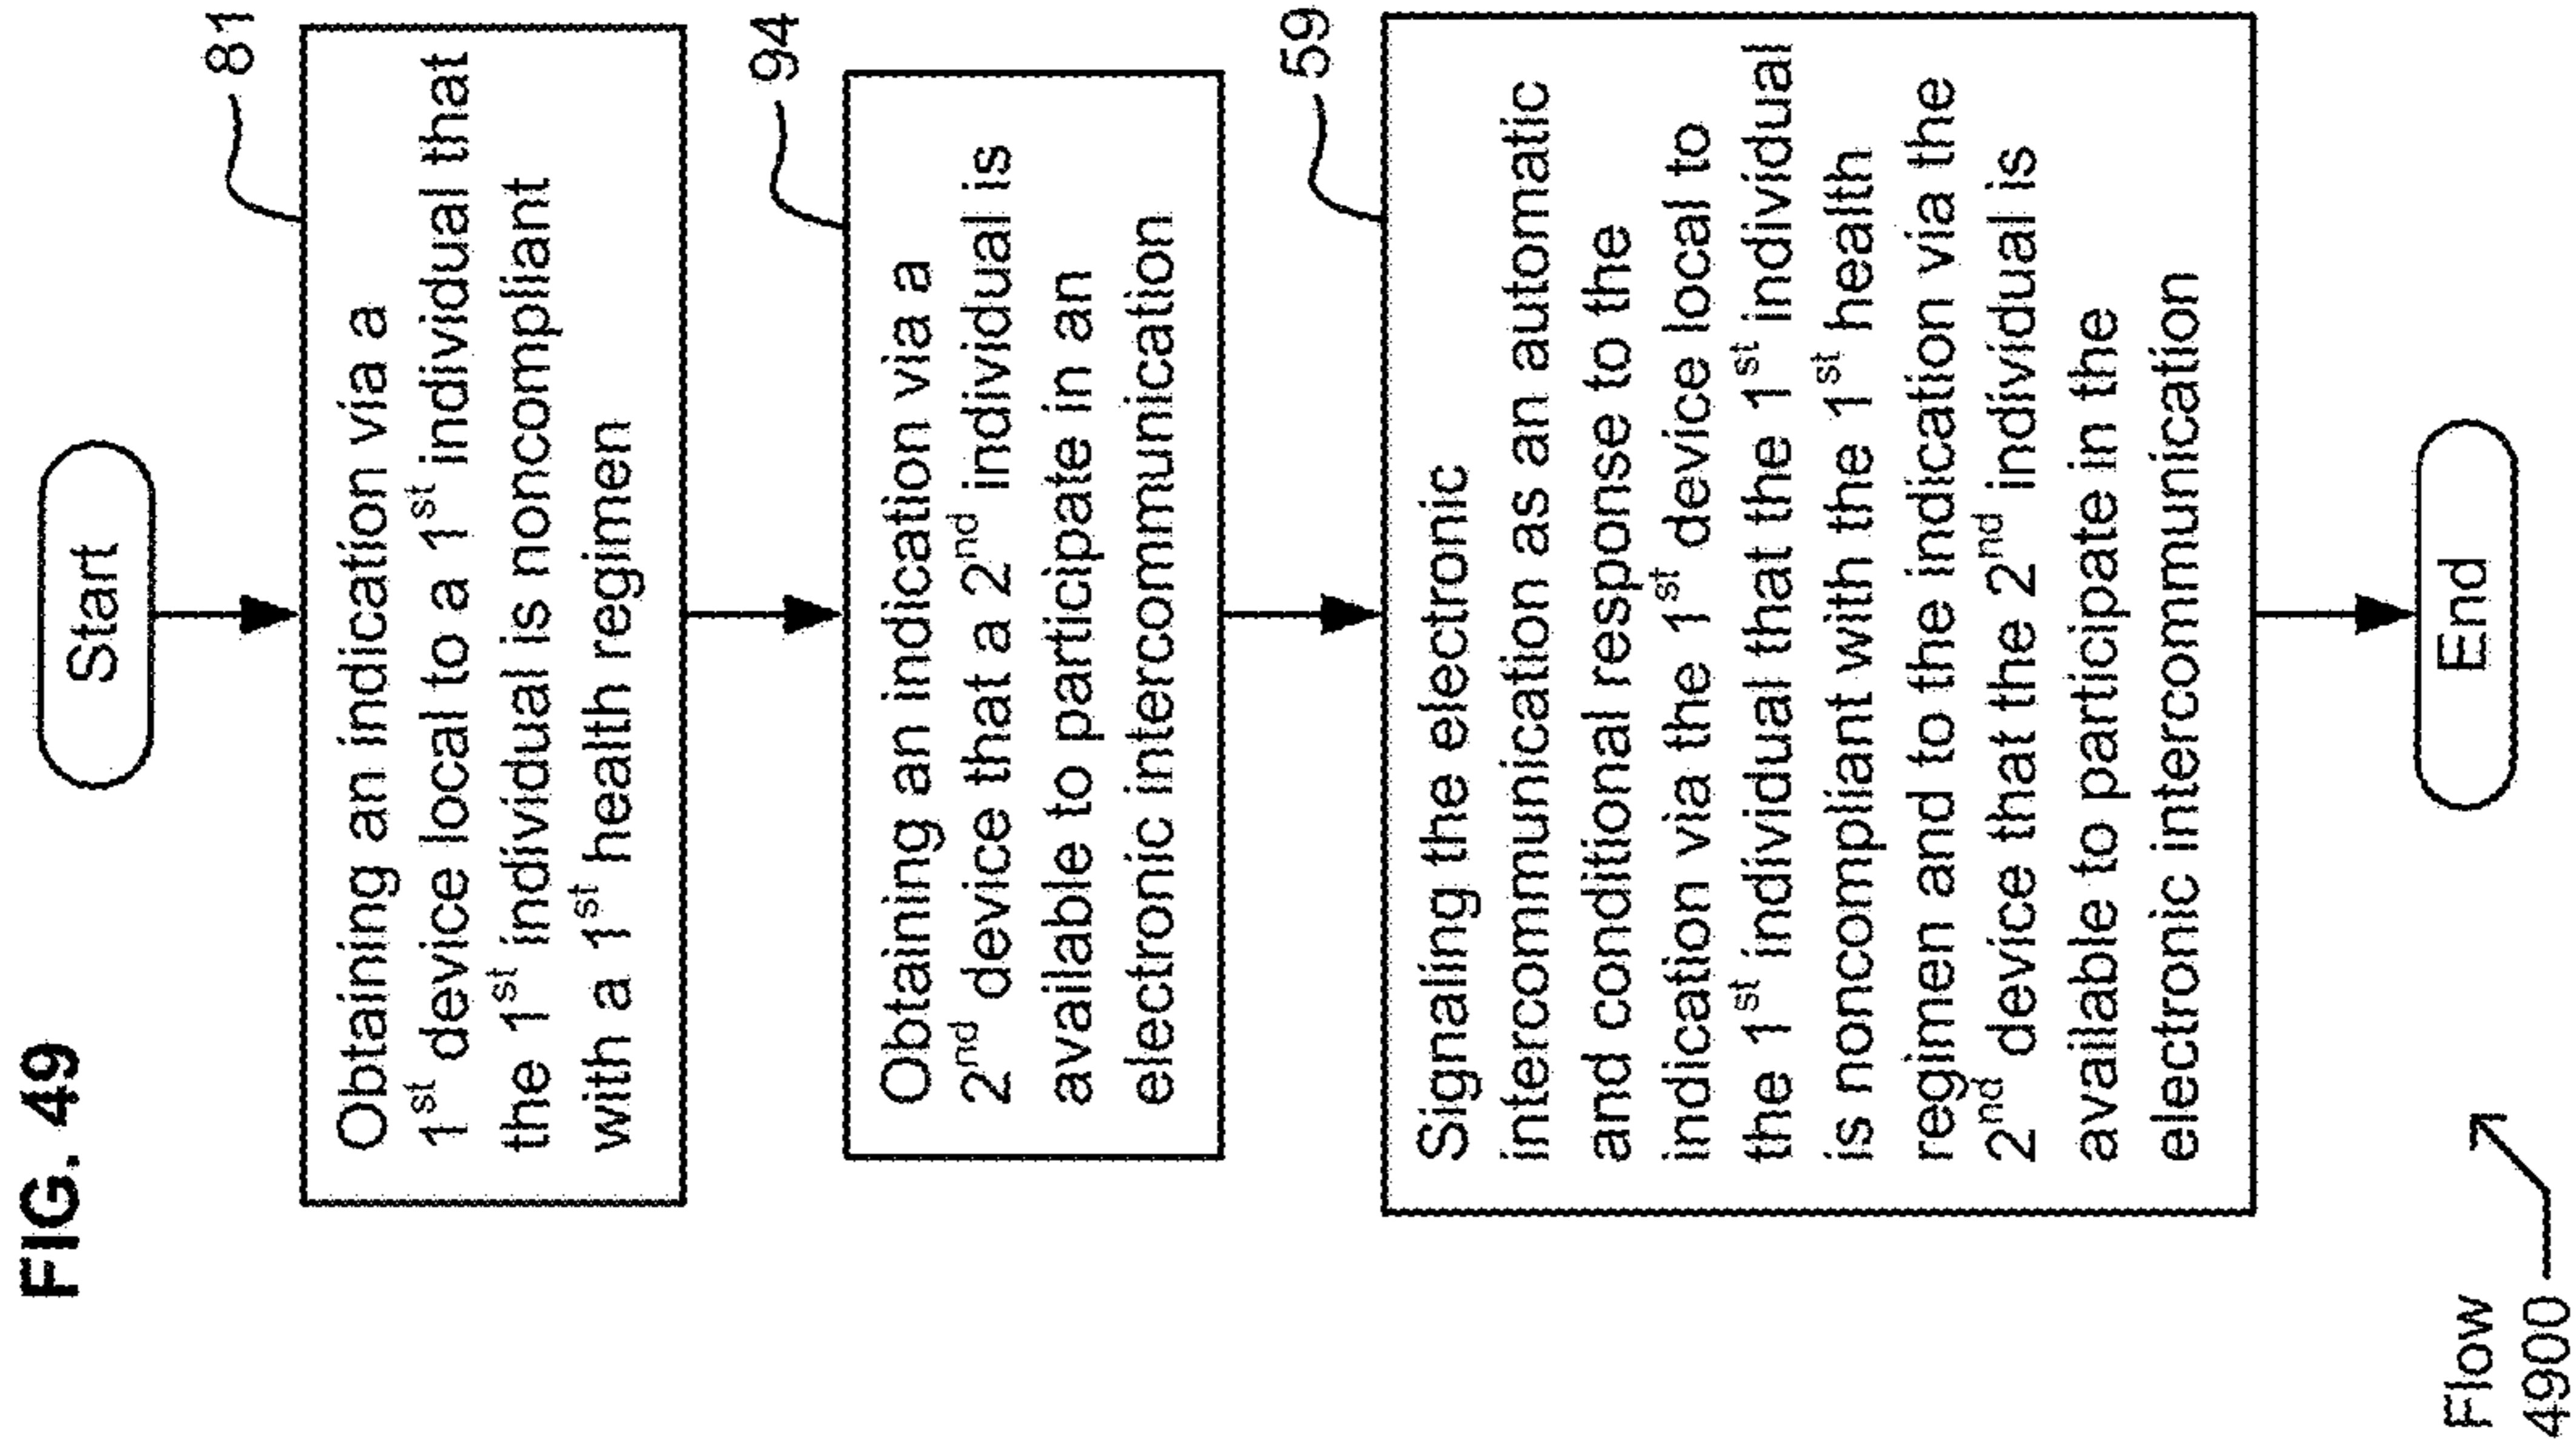 FIG. 49
Start
81
Obtaining an indication via a
1st device local to a 1st individual that
the 1st individual is noncompliant
with a 1st health regimen
94
Obtaining an indication via a
2nd device that a 2nd individual is
available to participate in an
electronic intercommunication
59
Signaling the electronic
intercommunication as an automatic
and conditional response to the
indication via the 1st device local to
the 1st individual that the 1st individual
is noncompliant with the 1st health
regimen and to the indication via the
2nd device that the 2nd individual is
available to participate in the
electronic intercommunication
End
Flow
4900